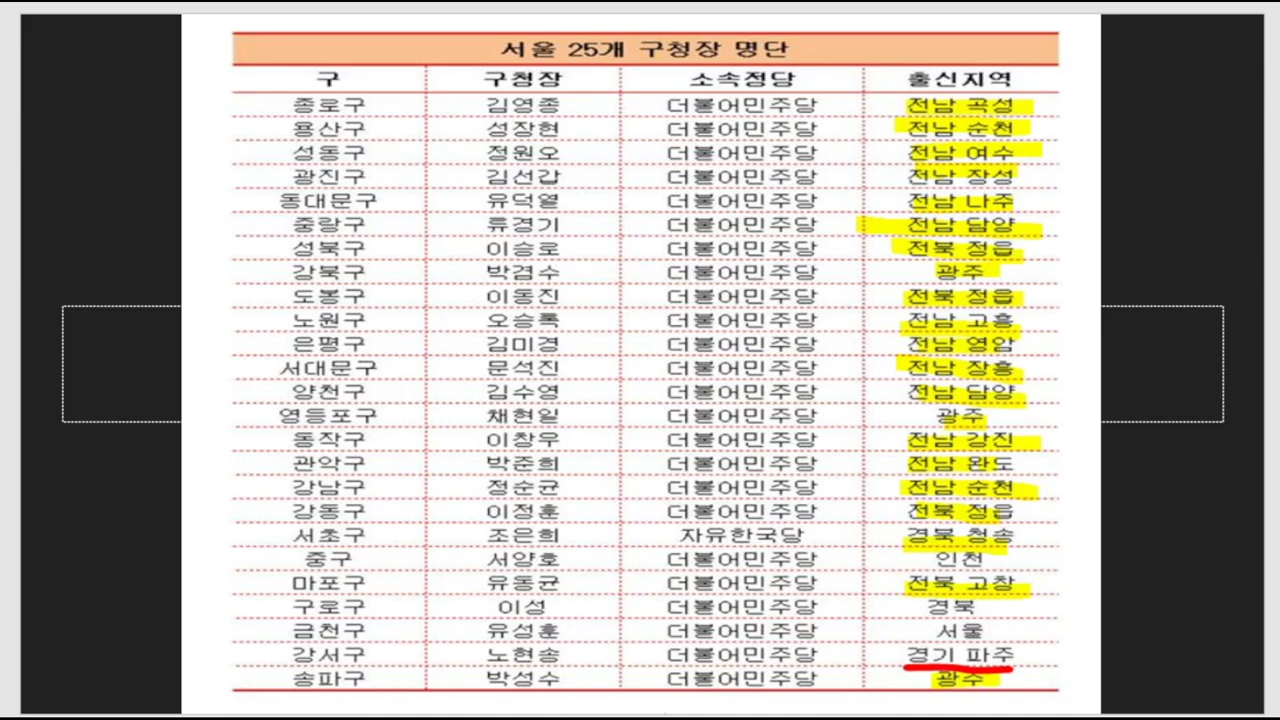 서울 25개 구청장 명단
구 구청장 소속정당 출신지역
종로구 김영종 더불어민주당 전남 곡성
용산구 성장현 더불어민주당 전남 순천
성동구 정원오 더불어민주당 전남 여수
광진구 김선갑 더불어민주당 전남 장성
동대문구 유덕열 더불어민주당 전남 나주
중랑구 류경기 더불어민주당 전남 담양
성북구 이승로 더불어민주당 전북 정읍
강북구 박겸수 더불어민주당 광주
도봉구 이동진 더불어민주당 전북 정읍
노원구 오승록 더불어민주당 전남 고흥
은평구 김미경 더불어민주당 전남 영암
서대문구 문석진 더불어민주당 전남 장흥
양천구 김수영 더불어민주당 전남 담양
영등포구 채현일 더불어민주당 광주
동작구 이창우 더불어민주당 전남 강진
관악구 박준희 더불어민주당 전남 완도
강남구 정순균 더불어민주당 전남 순천
강동구 이정훈 더불어민주당 전북 정읍
서초구 조은희 자유한국당 경북 청송
중구 서양호 더불어민주당 인천
마포구 유동균 더불어민주당 전북 고창
구로구 이성 더불어민주당 경북
금천구 유성훈 더불어민주당 서울
강서구 노현송 더불어민주당 경기 파주
송파구 박성수 더불어민주당 광주